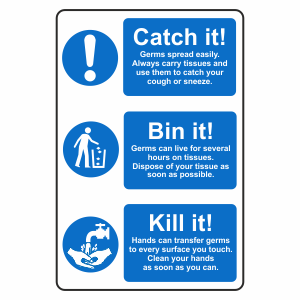 Catch it!
Germs spread easily.
Always carry tissues and
use them to catch your
cough or sneeze.
Bin it!
Germs can live for several
hours on tissues.
Dispose of your tissue as
soon as possible.
Kill it!
Hands can transfer germs
to every surface you touch.
Clean your hands
as soon as you can.